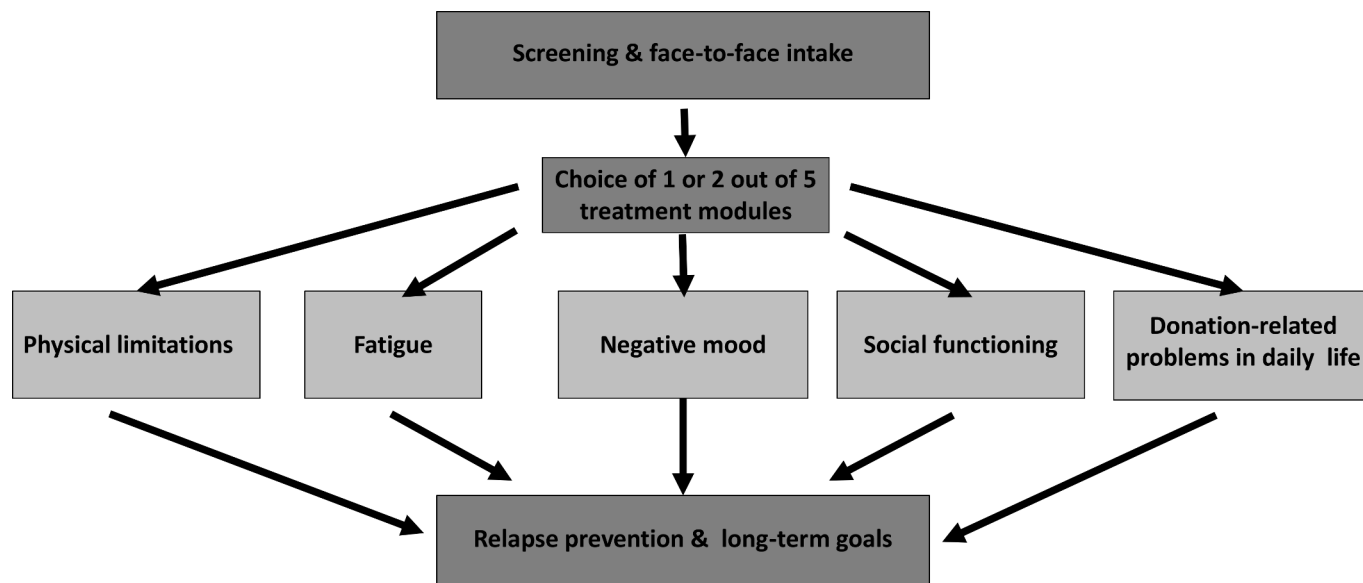 Screening & face-to-face intake
Choice of 1 or 2 out of 5
treatment modules
Physical limitations
Fatigue
Negative mood
Social functioning
Donation-related
problems in daily life
Relapse prevention & long-term goals